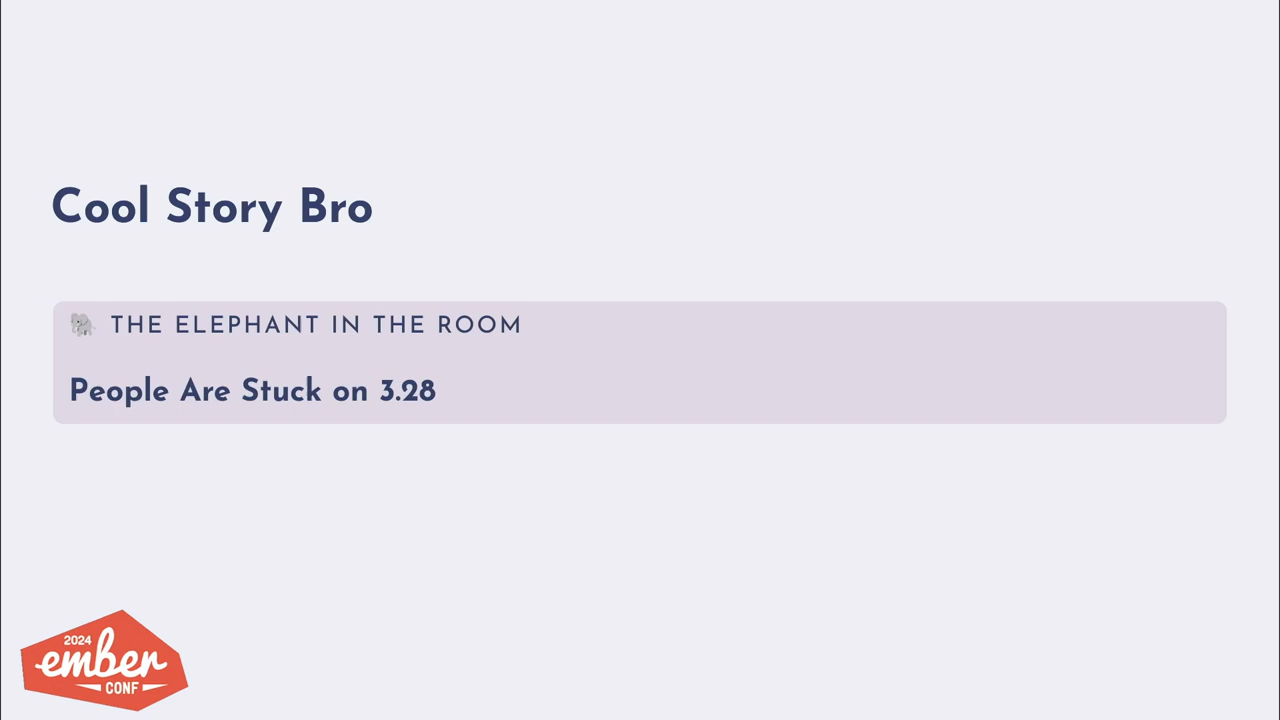 Cool Story Bro
🐘 THE ELEPHANT IN THE ROOM
People Are Stuck on 3.28
2024
ember
CONF